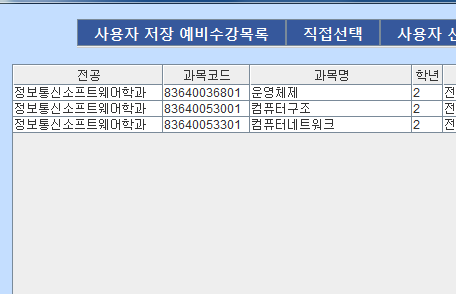 사용자 저장 예비수강목록 직접선택 사용자 신
전공 과목코드 과목명 학년
정보통신소프트웨어학과 83640036801 운영체제 2 전
정보통신소프트웨어학과 83640053001 컴퓨터구조 2 전
정보통신소프트웨어학과 83640053301 컴퓨터네트워크 2 전